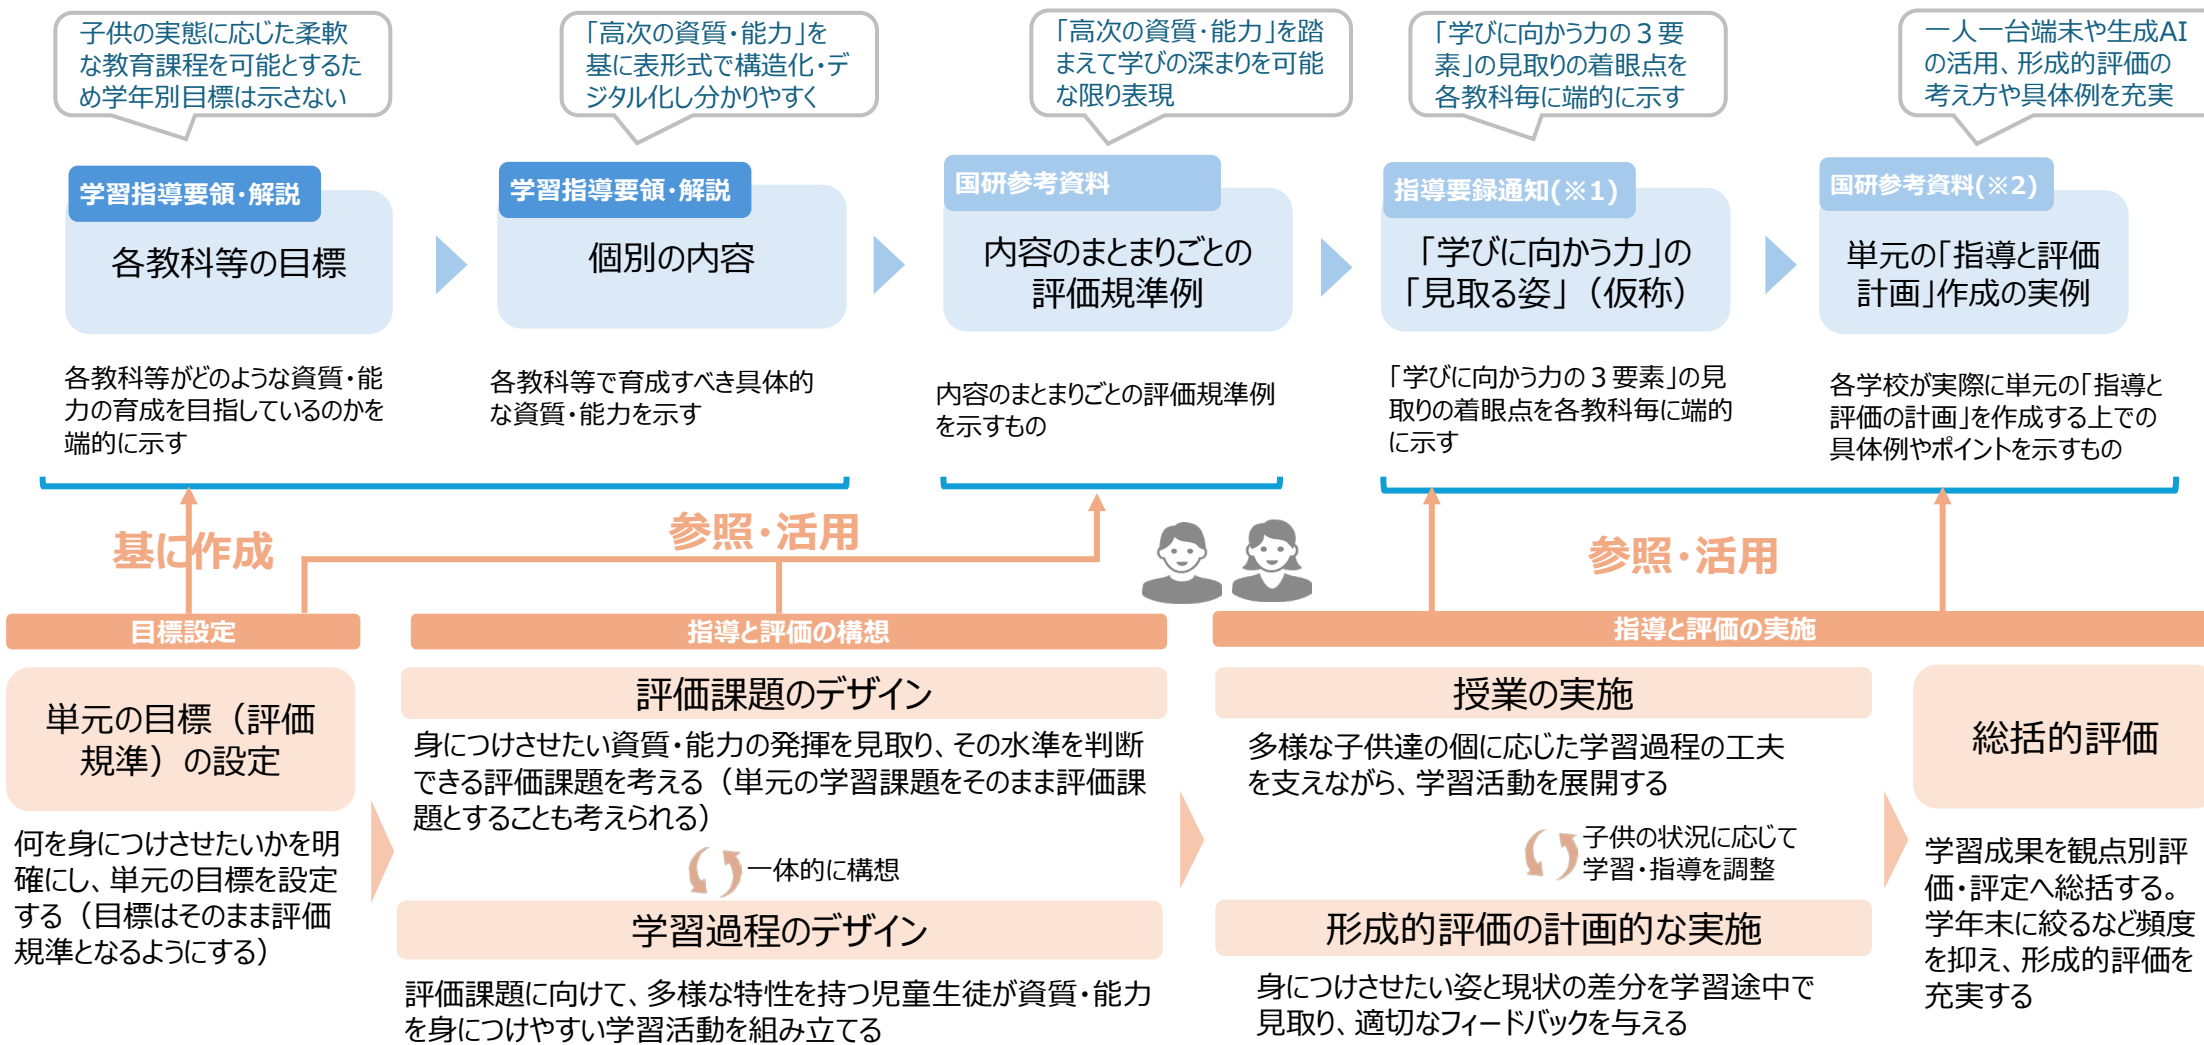 子供の実態に応じた柔軟
な教育課程を可能とするた
め学年別目標は示さない
「高次の資質・能力」を
基に表形式で構造化・デ
ジタル化し分かりやすく
「高次の資質・能力」を踏
まえて学びの深まりを可能
な限り表現
「学びに向かう力の3要
素」の見取りの着眼点を
各教科毎に端的に示す
一人一台端末や生成AI
の活用、形成的評価の
考え方や具体例を充実
学習指導要領・解説
各教科等の目標
学習指導要領・解説
個別の内容
国研参考資料
内容のまとまりごとの
評価規準例
指導要録通知(※1)
「学びに向かう力」の
「見取る姿」（仮称）
国研参考資料(※2)
単元の「指導と評価
計画」作成の実例
各教科等がどのような資質・能
力の育成を目指しているのかを
端的に示す
各教科等で育成すべき具体的
な資質・能力を示す
内容のまとまりごとの評価規準例
を示すもの
「学びに向かう力の3要素」の見
取りの着眼点を各教科毎に端的
に示す
各学校が実際に単元の「指導と
評価の計画」を作成する上での
具体例やポイントを示すもの
基に作成
参照・活用
参照・活用
目標設定
指導と評価の構想
指導と評価の実施
単元の目標（評価
規準）の設定
何を身につけさせたいかを明
確にし、単元の目標を設定
する（目標はそのまま評価
規準となるようにする）
評価課題のデザイン
身につけさせたい資質・能力の発揮を見取り、その水準を判断
できる評価課題を考える（単元の学習課題をそのまま評価課
題とすることも考えられる）
一体的に構想
学習過程のデザイン
評価課題に向けて、多様な特性を持つ児童生徒が資質・能力
を身につけやすい学習活動を組み立てる
授業の実施
多様な子供達の個に応じた学習過程の工夫
を支えながら、学習活動を展開する
子供の状況に応じて
学習・指導を調整
形成的評価の計画的な実施
身につけさせたい姿と現状の差分を学習途中で
見取り、適切なフィードバックを与える
総括的評価
学習成果を観点別評
価・評定へ総括する。
学年末に絞るなど頻度
を抑え、形成的評価を
充実する